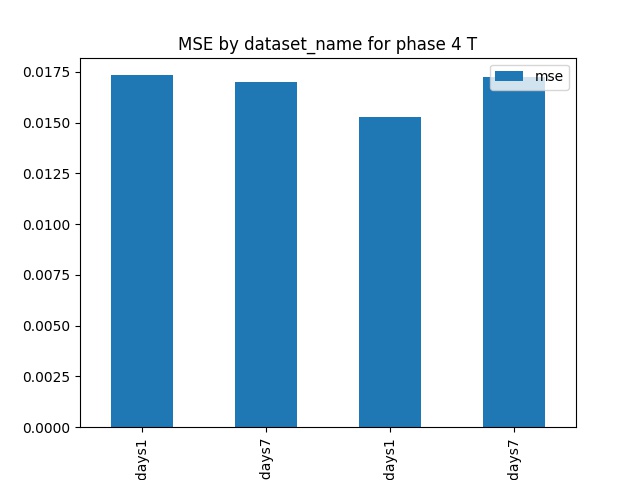 MSE by dataset_name for phase 4 T
mse
0.0175
0.0150
0.0125
0.0100
0.0075
0.0050
0.0025
0.0000
days1
days7
days1
days7